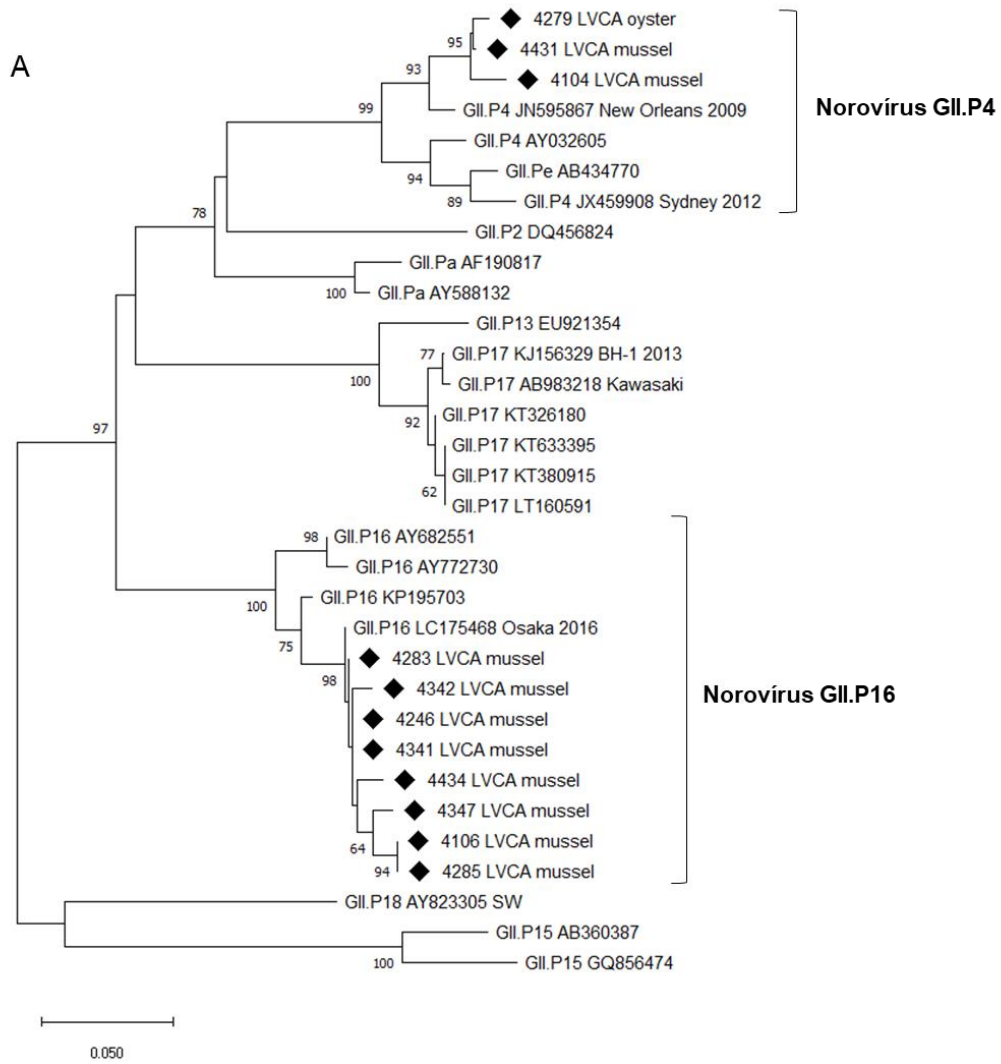 A
4279 LVCA oyster
95
4431 LVCA mussel
93
4104 LVCA mussel
99
GII.P4 JN595867 New Orleans 2009
Norovírus GII.P4
GII.P4 AY032605
94
GII.Pe AB434770
89
GII.P4 JX459908 Sydney 2012
78
GII.P2 DQ456824
GII.Pa AF190817
100
GII.Pa AY588132
GII.P13 EU921354
77
GII.P17 KJ156329 BH-1 2013
100
GII.P17 AB983218 Kawasaki
92
GII.P17 KT326180
97
GII.P17 KT633395
GII.P17 KT380915
62
GII.P17 LT160591
98
GII.P16 AY682551
GII.P16 AY772730
100
GII.P16 KP195703
75
GII.P16 LC175468 Osaka 2016
98
4283 LVCA mussel
4342 LVCA mussel
Norovírus GII.P16
4246 LVCA mussel
4341 LVCA mussel
4434 LVCA mussel
4347 LVCA mussel
64
4106 LVCA mussel
94
4285 LVCA mussel
GII.P18 AY823305 SW
GII.P15 AB360387
100
GII.P15 GQ856474
0.050